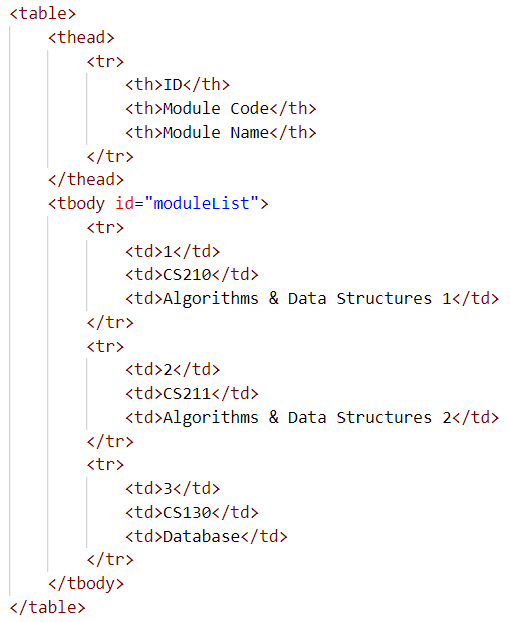 <table>
    <thead>
        <tr>
            <th>ID</th>
            <th>Module Code</th>
            <th>Module Name</th>
        </tr>
    </thead>
    <tbody id="moduleList">
        <tr>
            <td>1</td>
            <td>CS210</td>
            <td>Algorithms & Data Structures 1</td>
        </tr>
        <tr>
            <td>2</td>
            <td>CS211</td>
            <td>Algorithms & Data Structures 2</td>
        </tr>
        <tr>
            <td>3</td>
            <td>CS130</td>
            <td>Database</td>
        </tr>
    </tbody>
</table>